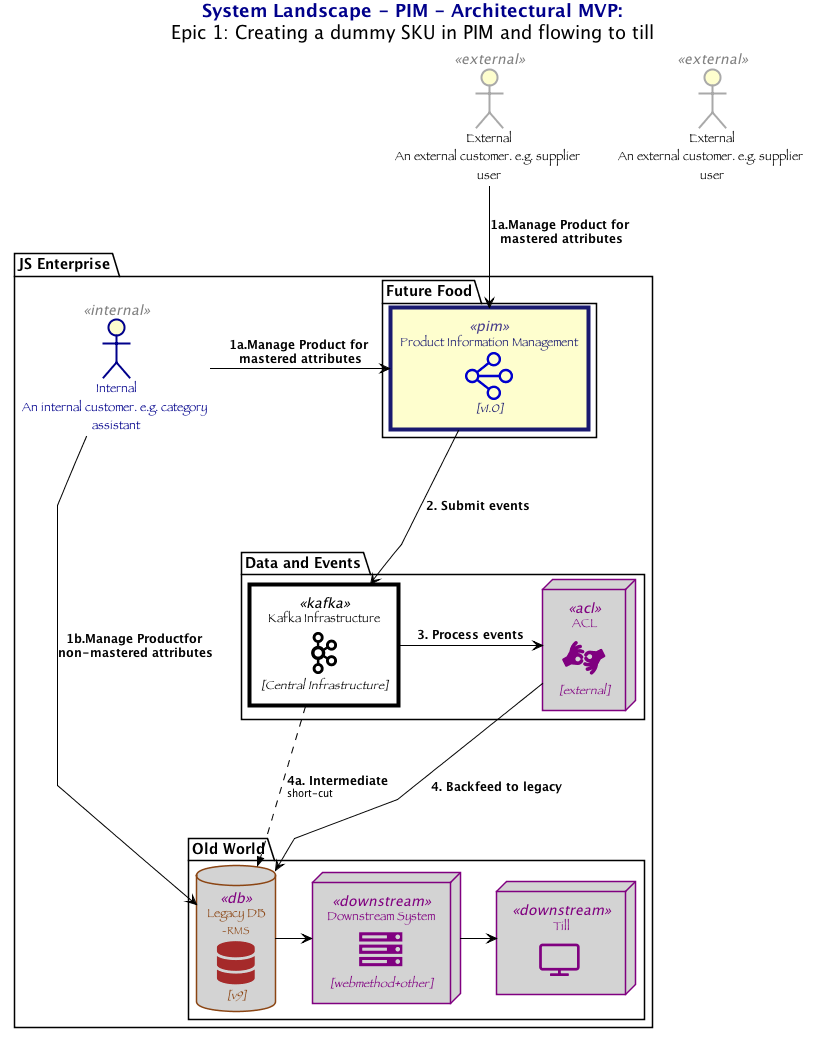 System Landscape - PIM - Architectural MVP:
Epic 1: Creating a dummy SKU in PIM and flowing to till
«external»
External
An external customer. e.g. supplier
user
«external»
External
An external customer. e.g. supplier
user
1a.Manage Product for
mastered attributes
JS Enterprise
Future Food
«internal»
Internal
An internal customer. e.g. category
assistant
1a.Manage Product for
mastered attributes
«pim»
Product Information Management
[v1.0]
2. Submit events
Data and Events
«kafka»
Kafka Infrastructure
[Central Infrastructure]
3. Process events
«acl»
ACL
[external]
1b.Manage Productfor
non-mastered attributes
4a. Intermediate
short-cut
4. Backfeed to legacy
Old World
«db»
Legacy DB
-RMS
[v9]
«downstream»
Downstream System
[webmethod+other]
«downstream»
Till